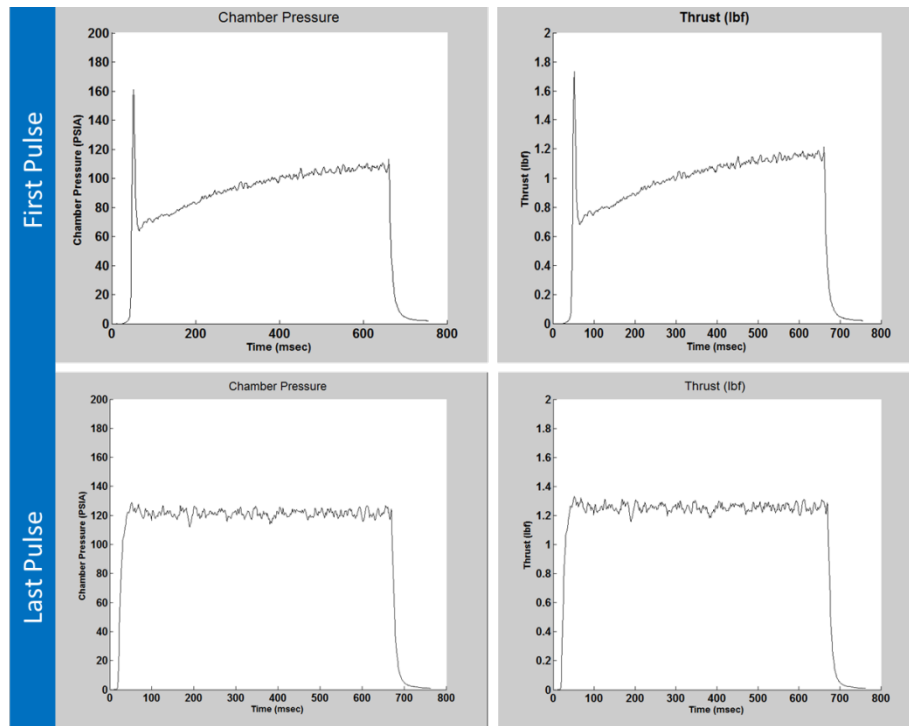 First Pulse
Chamber Pressure
Chamber Pressure (PSIA)
200
180
160
140
120
100
80
60
40
20
0
0 200 400 600 800
Time (msec)
Thrust (lbf)
Thrust (lbf)
2
1.8
1.6
1.4
1.2
1
0.8
0.6
0.4
0.2
0
0 100 200 300 400 500 600 700 800
Time (msec)
Last Pulse
Chamber Pressure
Chamber Pressure (PSIA)
200
180
160
140
120
100
80
60
40
20
0
0 100 200 300 400 500 600 700 800
Time (msec)
Thrust (lbf)
Thrust (lbf)
2
1.8
1.6
1.4
1.2
1
0.8
0.6
0.4
0.2
0
0 100 200 300 400 500 600 700 800
Time (msec)